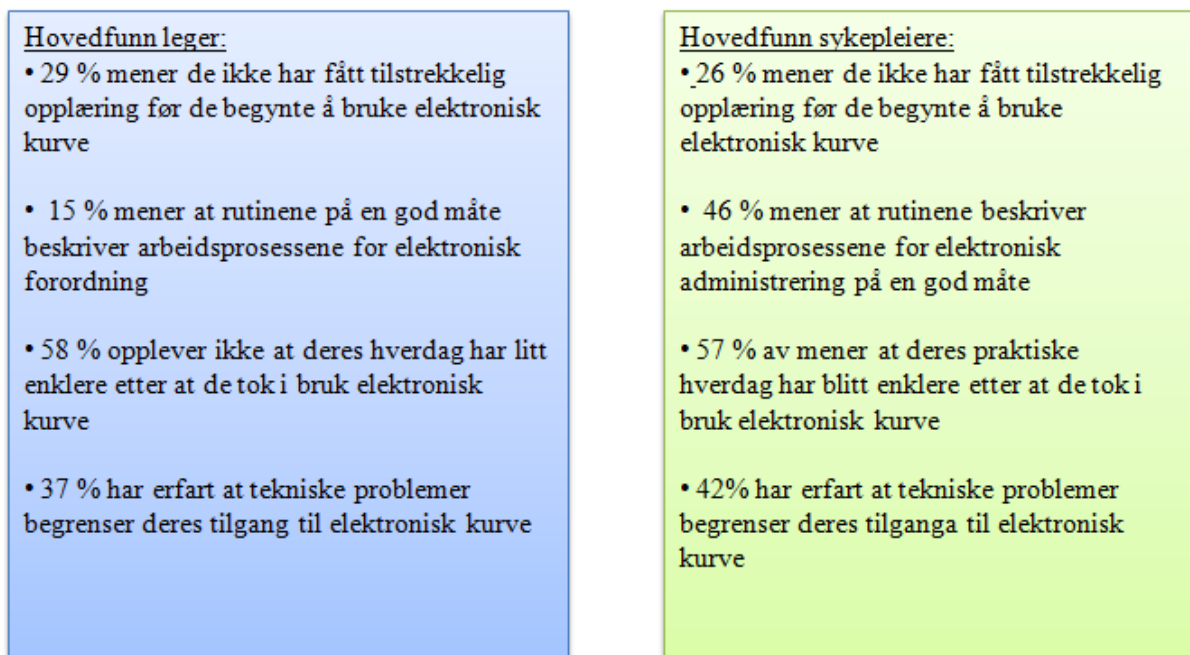 Hovedfunn leger:
• 29 % mener de ikke har fått tilstrekkelig
opplæring før de begynte å bruke elektronisk
kurve
• 15 % mener at rutinene på en god måte
beskriver arbeidsprosessene for elektronisk
forordning
• 58 % opplever ikke at deres hverdag har litt
enklere etter at de tok i bruk elektronisk
kurve
• 37 % har erfart at tekniske problemer
begrenser deres tilgang til elektronisk kurve
Hovedfunn sykepleiere:
• 26 % mener de ikke har fått tilstrekkelig
opplæring før de begynte å bruke
elektronisk kurve
• 46 % mener at rutinene beskriver
arbeidsprosessene for elektronisk
administrering på en god måte
• 57 % av mener at deres praktiske
hverdag har blitt enklere etter at de tok i
bruk elektronisk kurve
• 42% har erfart at tekniske problemer
begrenser deres tilganga til elektronisk
kurve